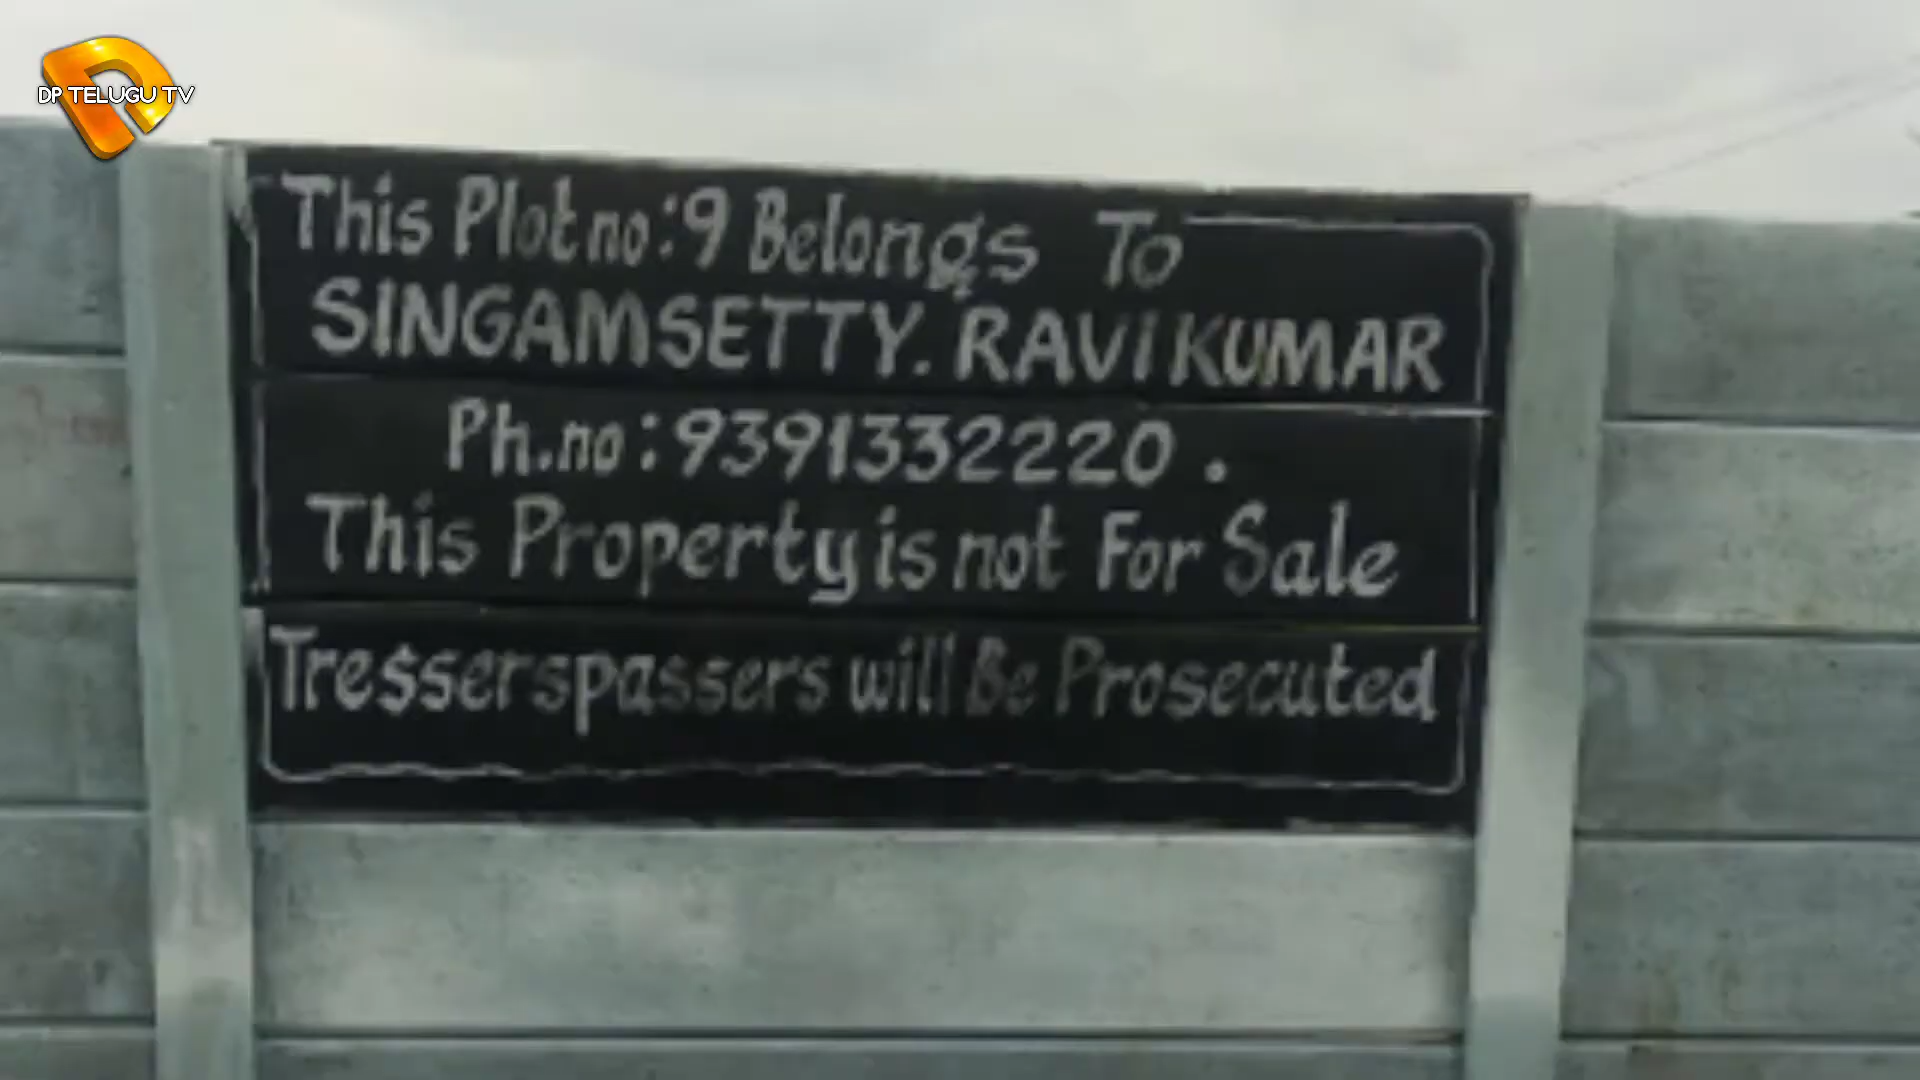 DP TELUGU TV
This Plot no:9 Belongs To
SINGAMSETTY. RAVI KUMAR
Ph.no:9391332220.
This Property is not For Sale
Tresserspassers will Be Prosecuted